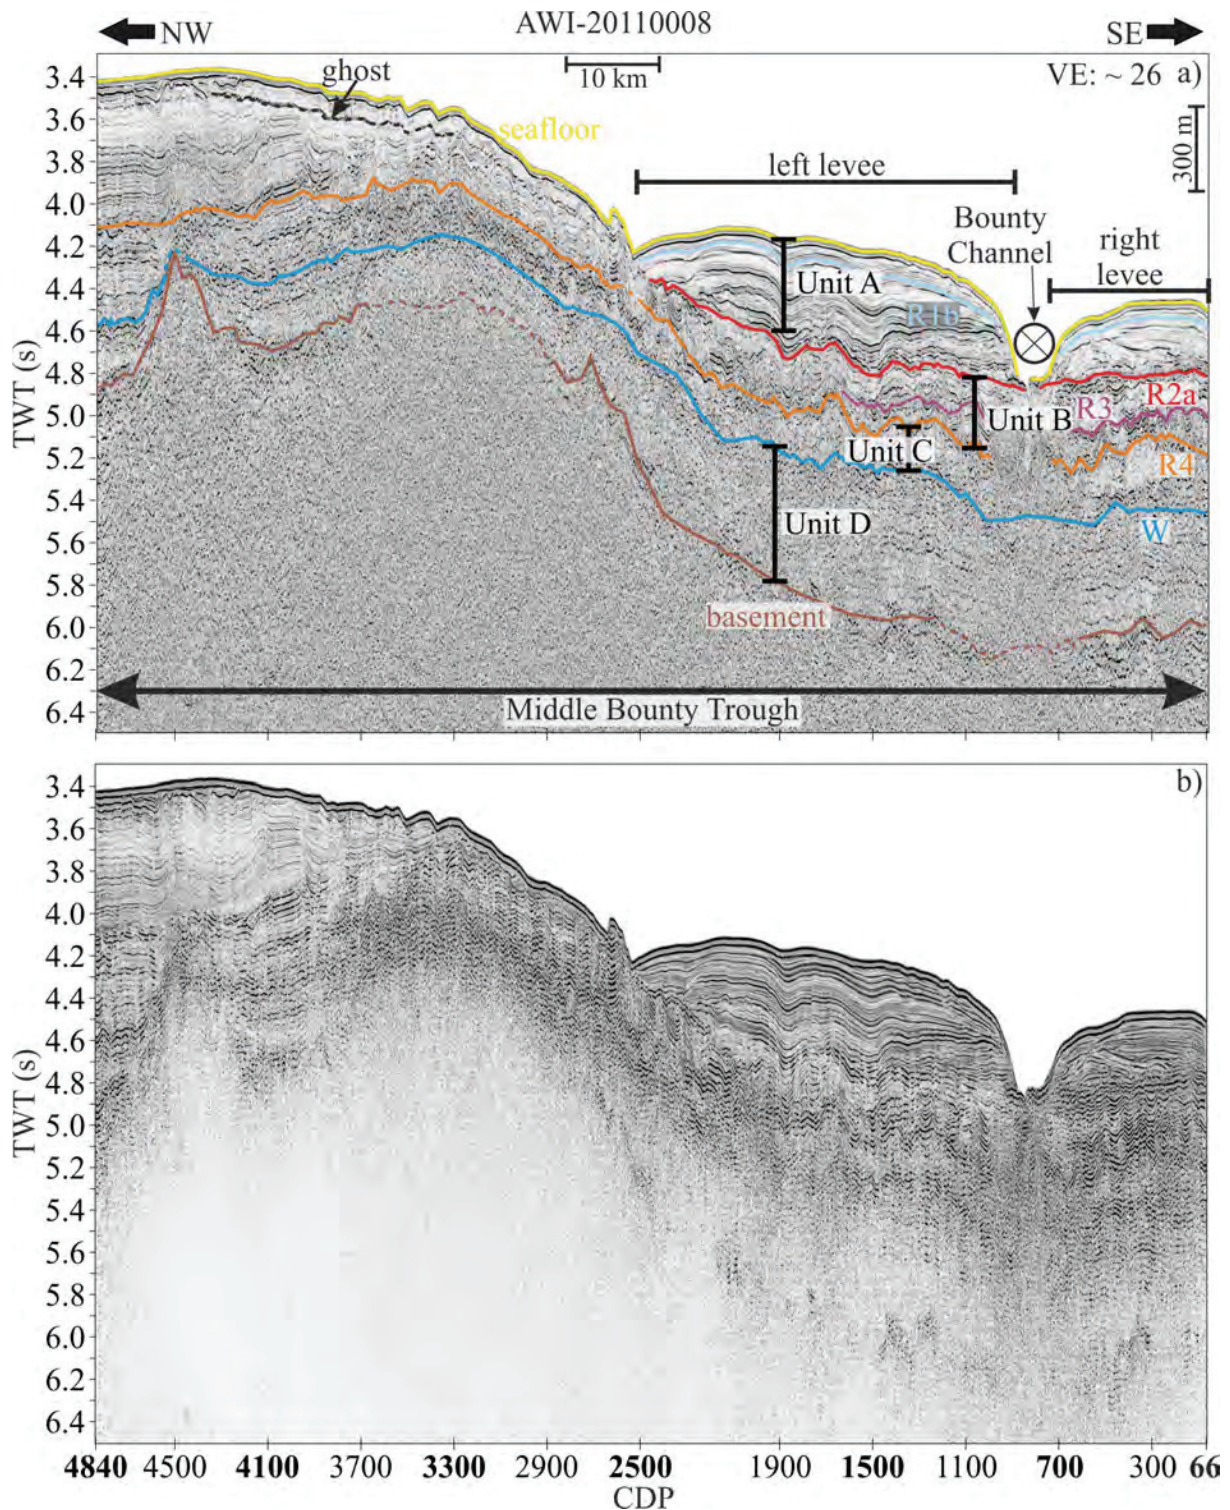 AWI-20110008
NW
SE
ghost
10 km
VE: ~ 26
a)
seafloor
300 m
left levee
Bounty
Channel
right
levee
Unit A
R1b
R2a
R3
Unit B
Unit C
R4
Unit D
W
basement
Middle Bounty Trough
TWT (s)
3.4
3.6
3.8
4.0
4.2
4.4
4.6
4.8
5.0
5.2
5.4
5.6
5.8
6.0
6.2
6.4
b)
TWT (s)
3.4
3.6
3.8
4.0
4.2
4.4
4.6
4.8
5.0
5.2
5.4
5.6
5.8
6.0
6.2
6.4
4840 4500 4100 3700 3300 2900 2500 1900 1500 1100 700 300 66
CDP